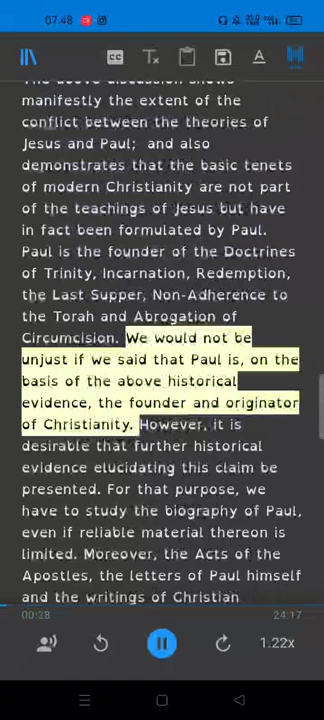 07.48
The above discussion shows
manifestly the extent of the
conflict between the theories of
Jesus and Paul; and also
demonstrates that the basic tenets
of modern Christianity are not part
of the teachings of Jesus but have
in fact been formulated by Paul.
Paul is the founder of the Doctrines
of Trinity, Incarnation, Redemption,
the Last Supper, Non-Adherence to
the Torah and Abrogation of
Circumcision. We would not be
unjust if we said that Paul is, on the
basis of the above historical
evidence, the founder and originator
of Christianity. However, it is
desirable that further historical
evidence elucidating this claim be
presented. For that purpose, we
have to study the biography of Paul,
even if reliable material thereon is
limited. Moreover, the Acts of the
Apostles, the letters of Paul himself
and the writings of Christian
00:28 24:17
1.22x